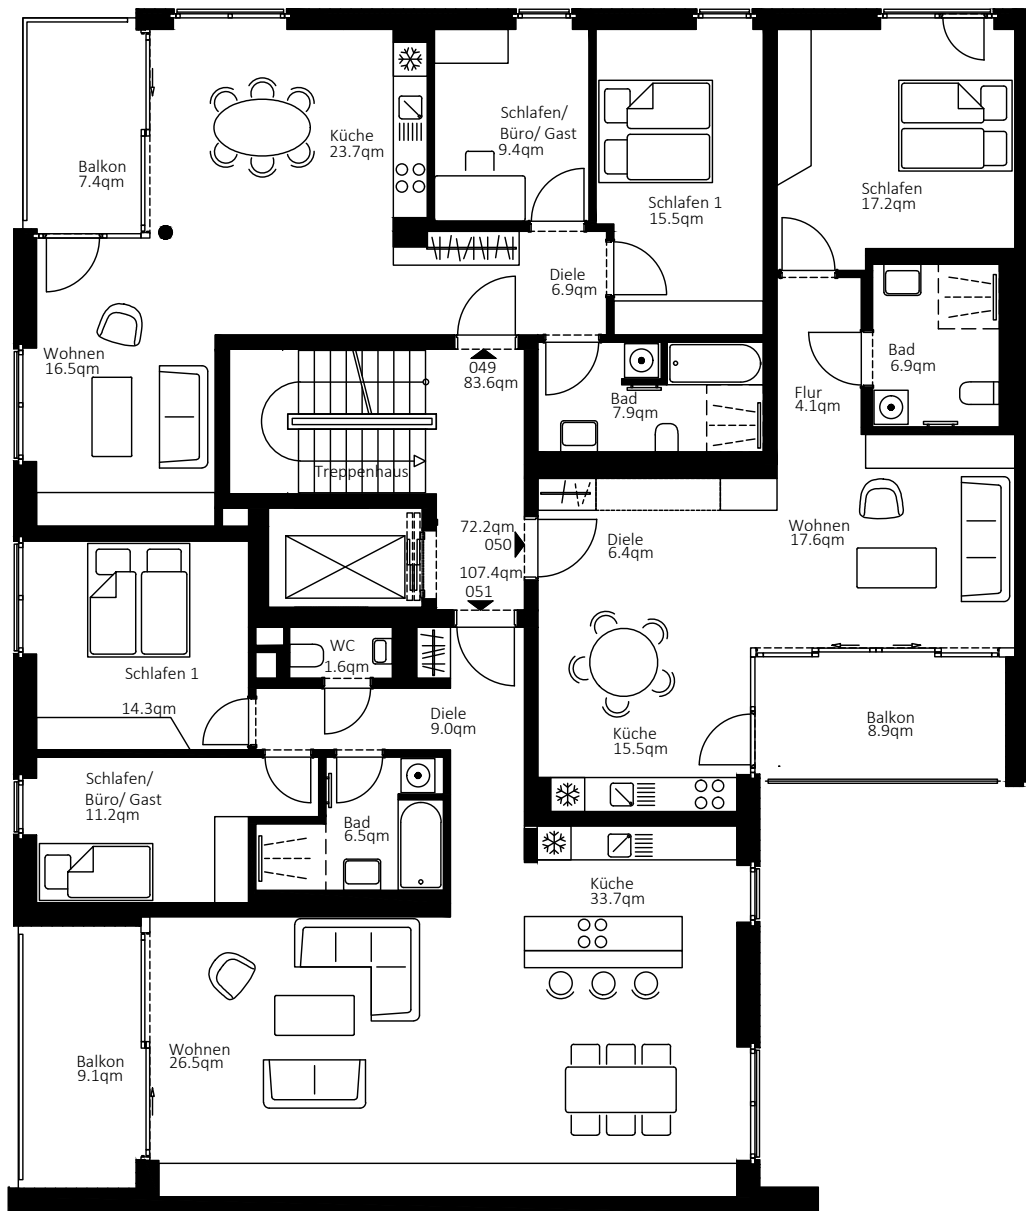 Balkon
7.4qm
Küche
23.7qm
Schlafen/
Büro/ Gast
9.4qm
Schlafen 1
15.5qm
Schlafen
17.2qm
Diele
6.9qm
Wohnen
16.5qm
049
83.6qm
Bad
7.9qm
Flur
4.1qm
Bad
6.9qm
Treppenhaus
72.2qm
050
107.4qm
051
Diele
6.4qm
Wohnen
17.6qm
Schlafen 1
14.3qm
WC
1.6qm
Diele
9.0qm
Küche
15.5qm
Balkon
8.9qm
Schlafen/
Büro/ Gast
11.2qm
Bad
6.5qm
Küche
33.7qm
Wohnen
26.5qm
Balkon
9.1qm